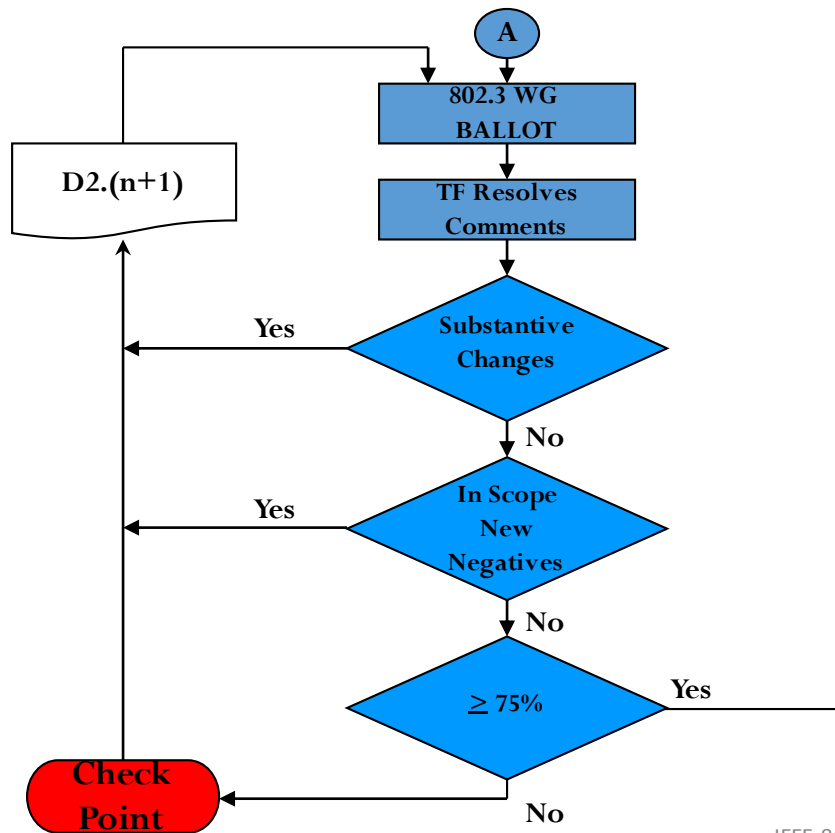 A
802.3 WG
BALLOT
D2.(n+1)
TF Resolves
Comments
Yes
Substantive
Changes
No
Yes
In Scope
New
Negatives
No
≥ 75%
Yes
Check
Point
No